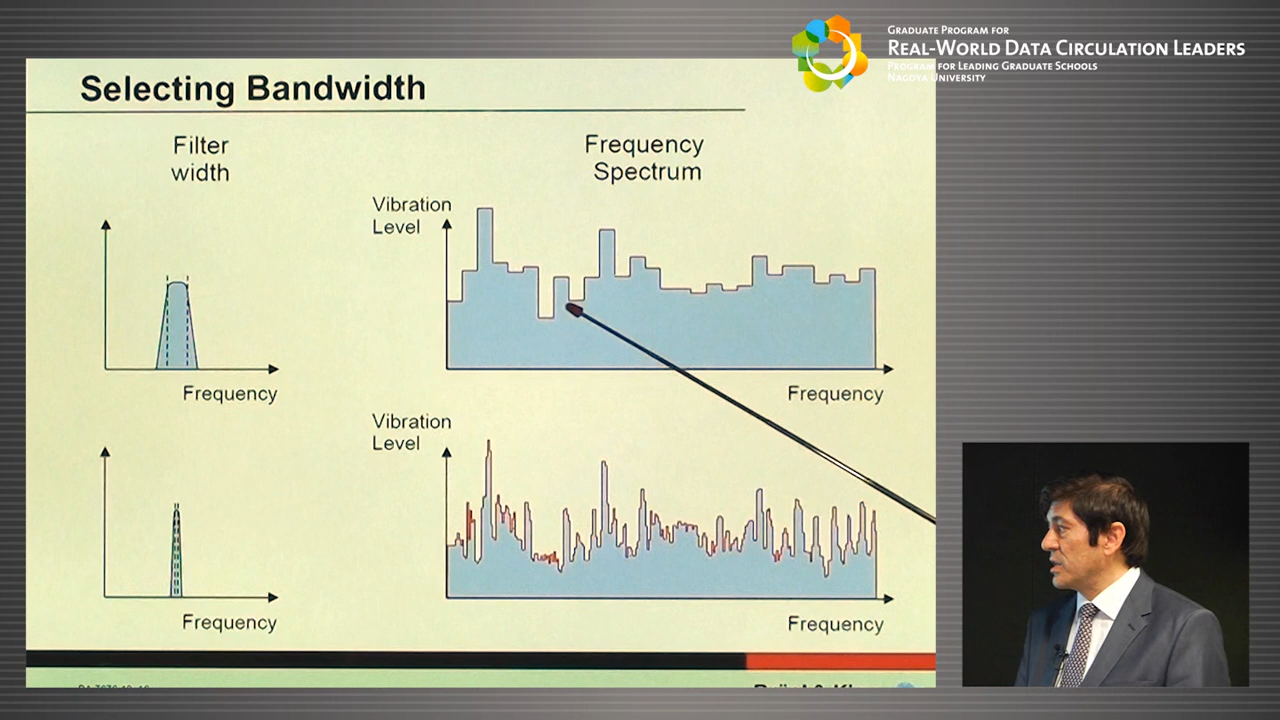 GRADUATE PROGRAM FOR
REAL-WORLD DATA CIRCULATION LEADERS
PROGRAM FOR LEADING GRADUATE SCHOOLS
NAGOYA UNIVERSITY
Selecting Bandwidth
Filter
width
Frequency
Spectrum
Vibration
Level
Frequency
Frequency
Vibration
Level
Frequency
Frequency